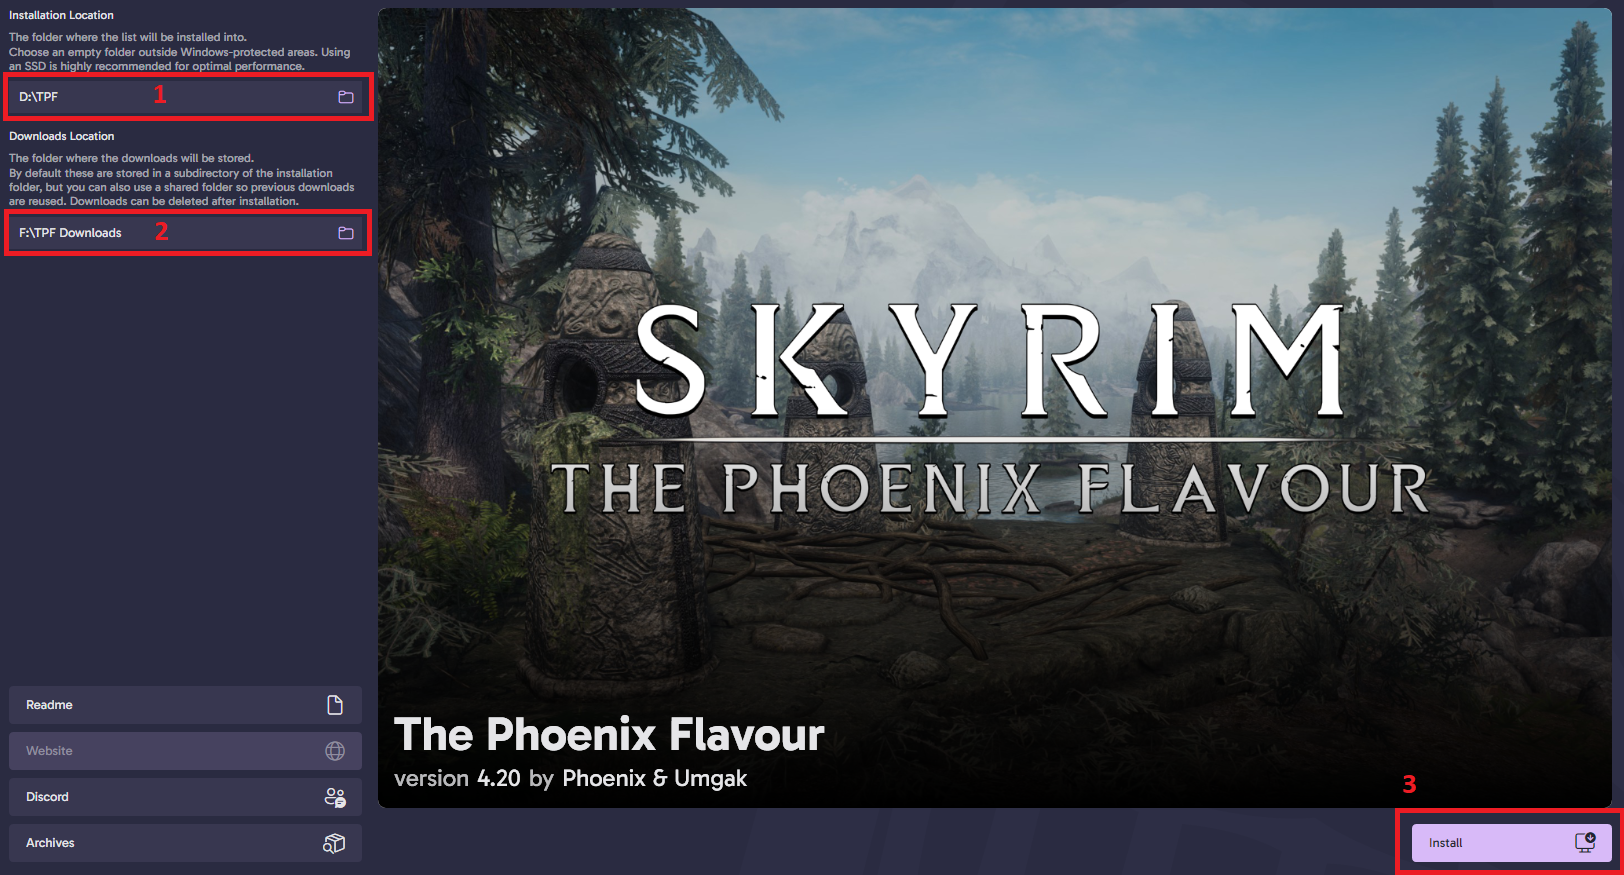 Installation Location
The folder where the list will be installed into.
Choose an empty folder outside Windows-protected areas. Using
an SSD is highly recommended for optimal performance.
D:\TPF
1
Downloads Location
The folder where the downloads will be stored.
By default these are stored in a subdirectory of the installation
folder, but you can also use a shared folder so previous downloads
are reused. Downloads can be deleted after installation.
F:\TPF Downloads
2
Readme
Website
Discord
Archives
SKYRIM
THE PHOENIX FLAVOUR
The Phoenix Flavour
version 4.20 by Phoenix & Umgak
3
Install